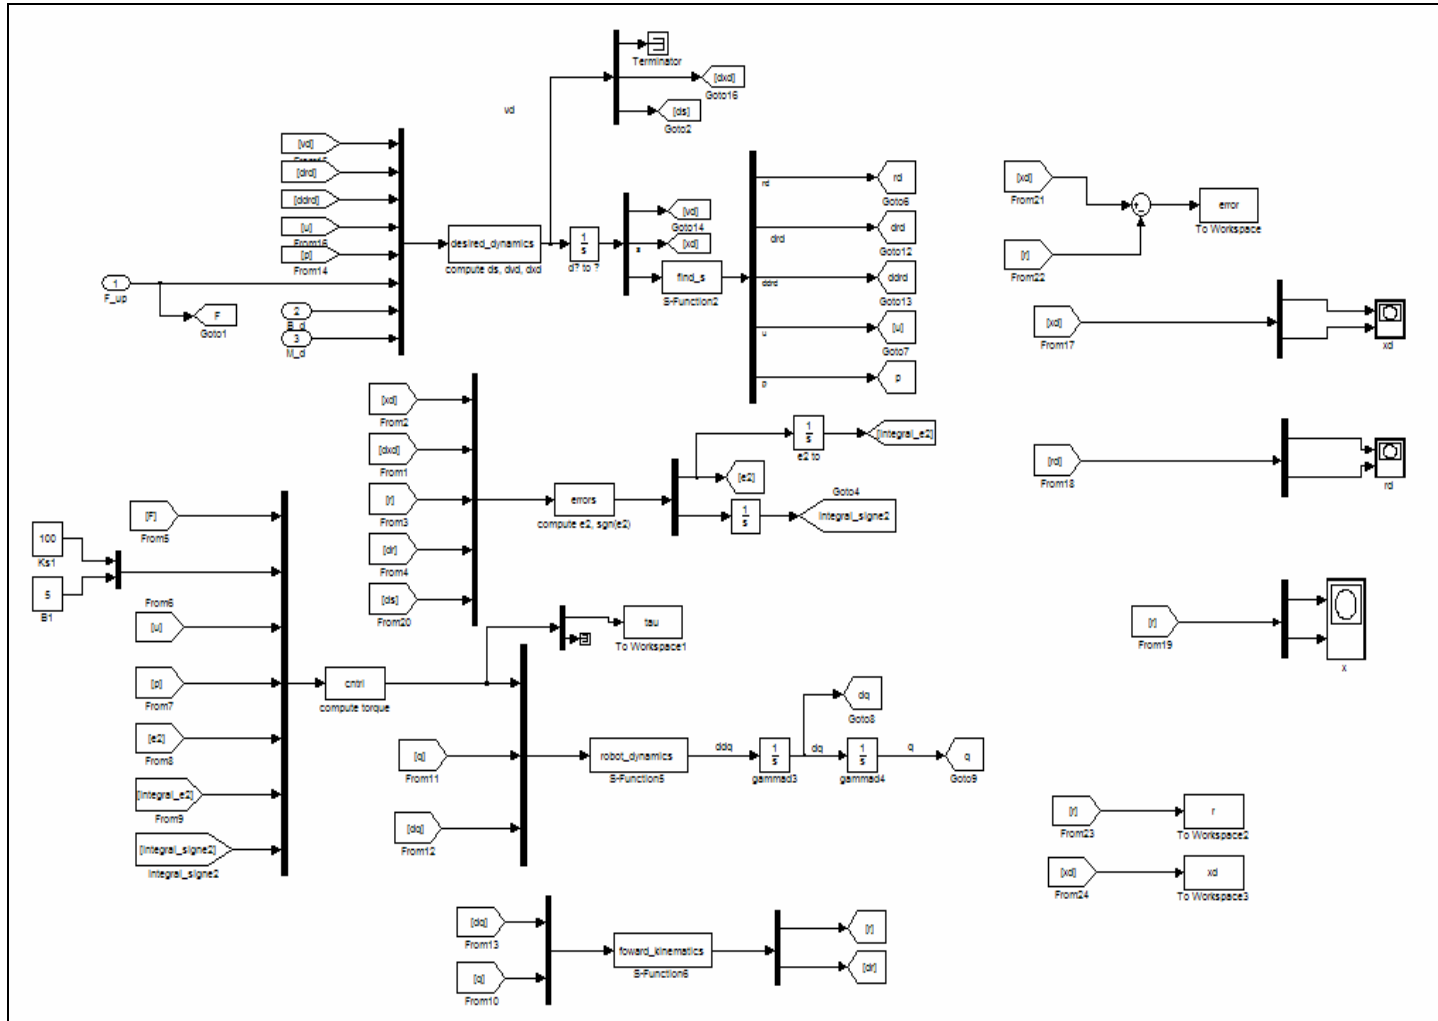 Terminator
[dxd]
Goto16
[ds]
Goto2
vd
[vd]
[drd]
[ddrd]
[u]
From16
[p]
From14
1
F_up
F
Goto1
2
B_d
3
M_d
desired_dynamics
compute ds, dvd, dxd
1
s
d? to ?
[vd]
Goto14
[xd]
s
find_s
S-Function2
rd
rd
Goto6
drd
drd
Goto12
ddrd
ddrd
Goto13
u
[u]
Goto7
p
p
[xd]
From21
+
-
error
To Workspace
[r]
From22
[xd]
From17
xd
[rd]
From18
rd
[r]
From19
x
[r]
From23
r
To Workspace2
[xd]
From24
xd
To Workspace3
[xd]
From2
[dxd]
From1
[r]
From3
[dr]
From4
[ds]
From20
errors
compute e2, sgn(e2)
1
s
e2 to
[integral_e2]
[e2]
Goto4
1
s
integral_signe2
[F]
From5
100
Ks1
5
B1
From6
[u]
[p]
From7
[e2]
From8
[integral_e2]
From9
[integral_signe2]
integral_signe2
cntrl
compute torque
tau
To Workspace1
[q]
From11
[dq]
From12
robot_dynamics
S-Function5
ddq
1
s
gammad3
dq
Goto8
dq
1
s
gammad4
q
q
Goto9
[dq]
From13
[q]
From10
foward_kinematics
S-Function6
[r]
[dr]